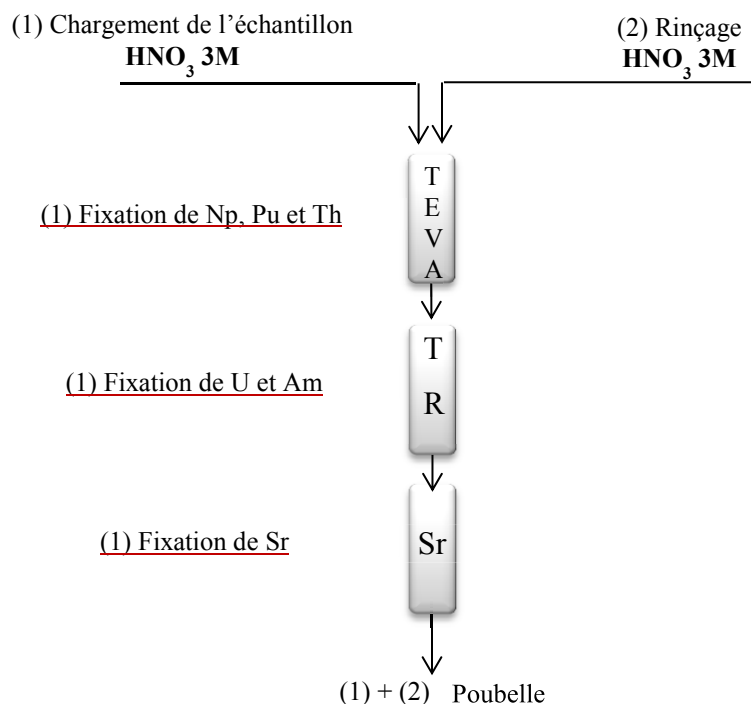 (1) Chargement de l’échantillon
HNO3 3M
(2) Rinçage
HNO3 3M
T
E
V
A
(1) Fixation de Np, Pu et Th
T
R
(1) Fixation de U et Am
Sr
(1) Fixation de Sr
(1) + (2) Poubelle